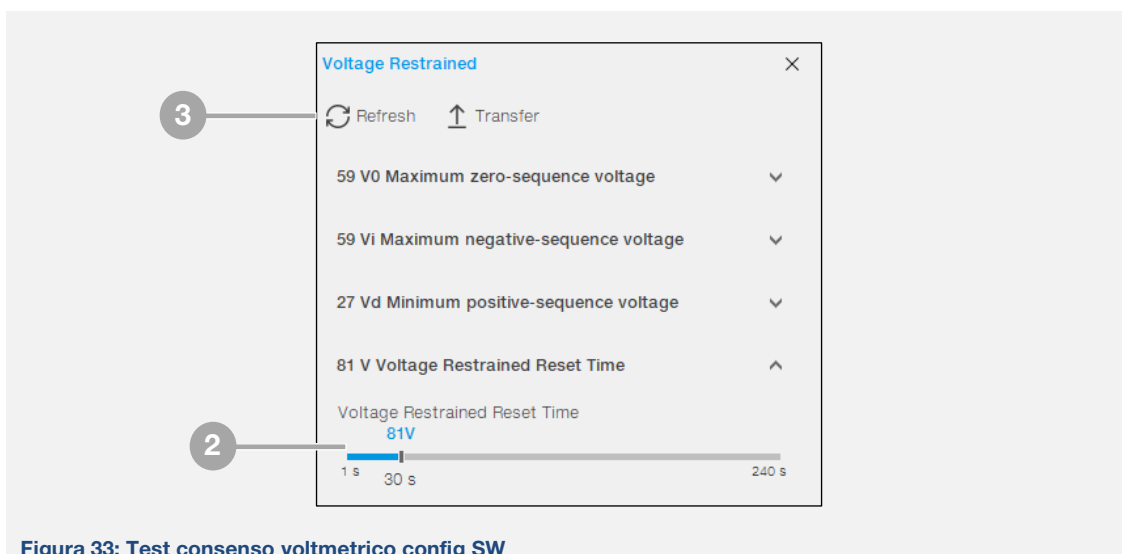 Voltage Restrained
3
Refresh Transfer
59 V0 Maximum zero-sequence voltage
59 Vi Maximum negative-sequence voltage
27 Vd Minimum positive-sequence voltage
81 V Voltage Restrained Reset Time
Voltage Restrained Reset Time
81V
2
1 s 240 s
30 s
Figura 33: Test consenso voltmetrico config SW